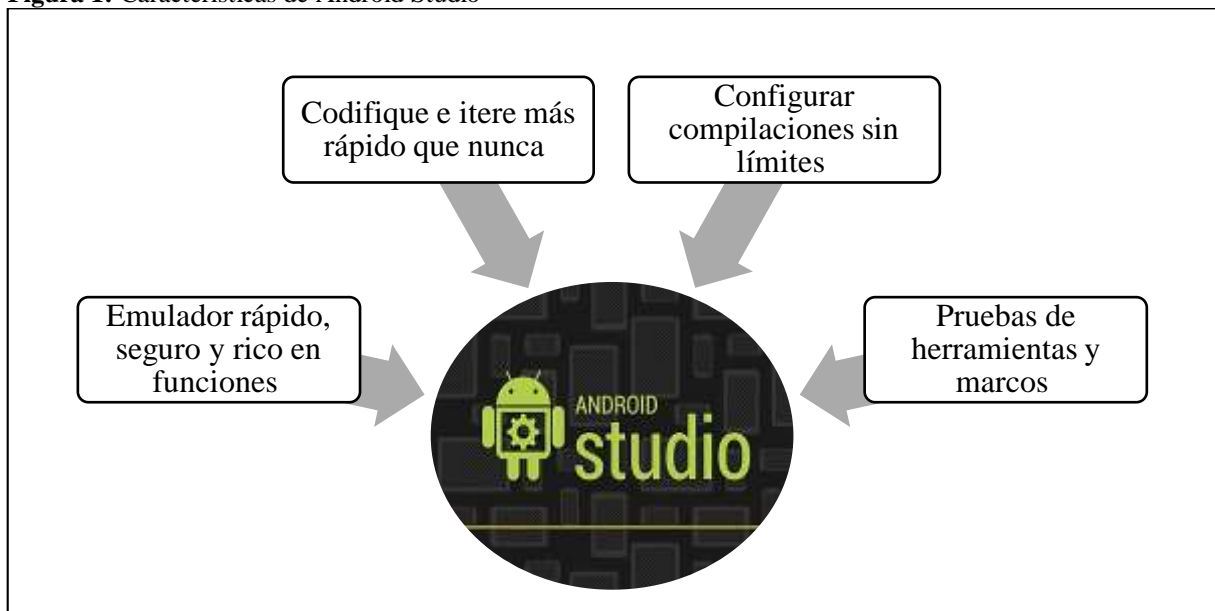 Figura 1. Características de Android Studio
Codifique e itere más
rápido que nunca
Configurar
compilaciones sin
límites
Emulador rápido,
seguro y rico en
funciones
Pruebas de
herramientas y
marcos
ANDROID
studio